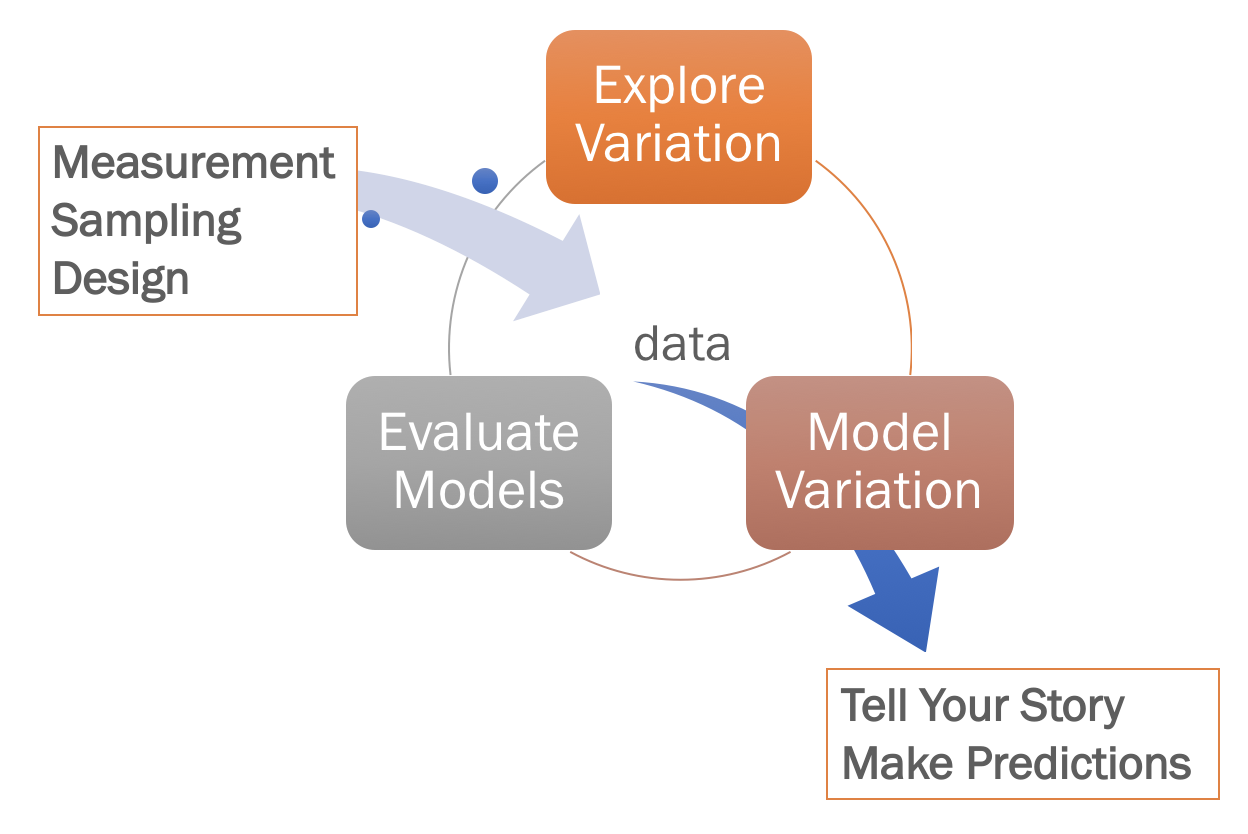 Explore
Variation
Measurement
Sampling
Design
data
Evaluate
Models
Model
Variation
Tell Your Story
Make Predictions